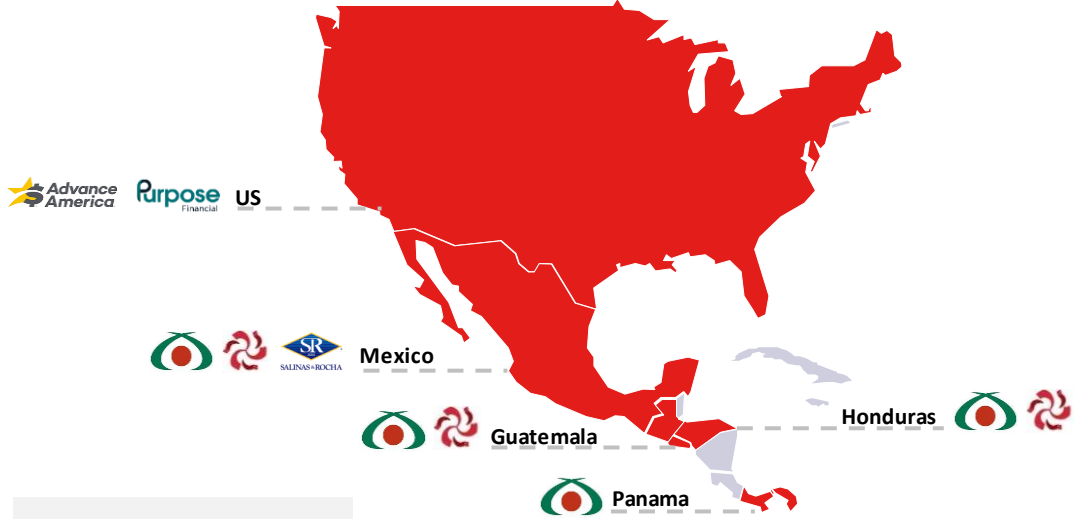 Advance
America
Purpose
Financial
US
SR
SALINAS & ROCHA
Mexico
Guatemala
Honduras
Panama